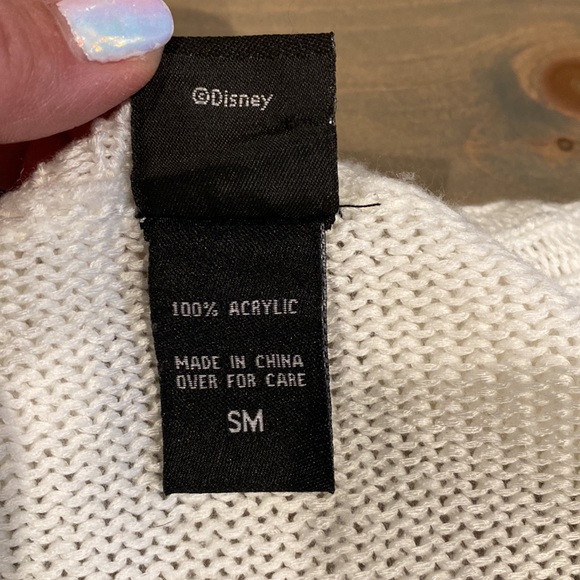 ©Disney
100% ACRYLIC
MADE IN CHINA
OVER FOR CARE
SM